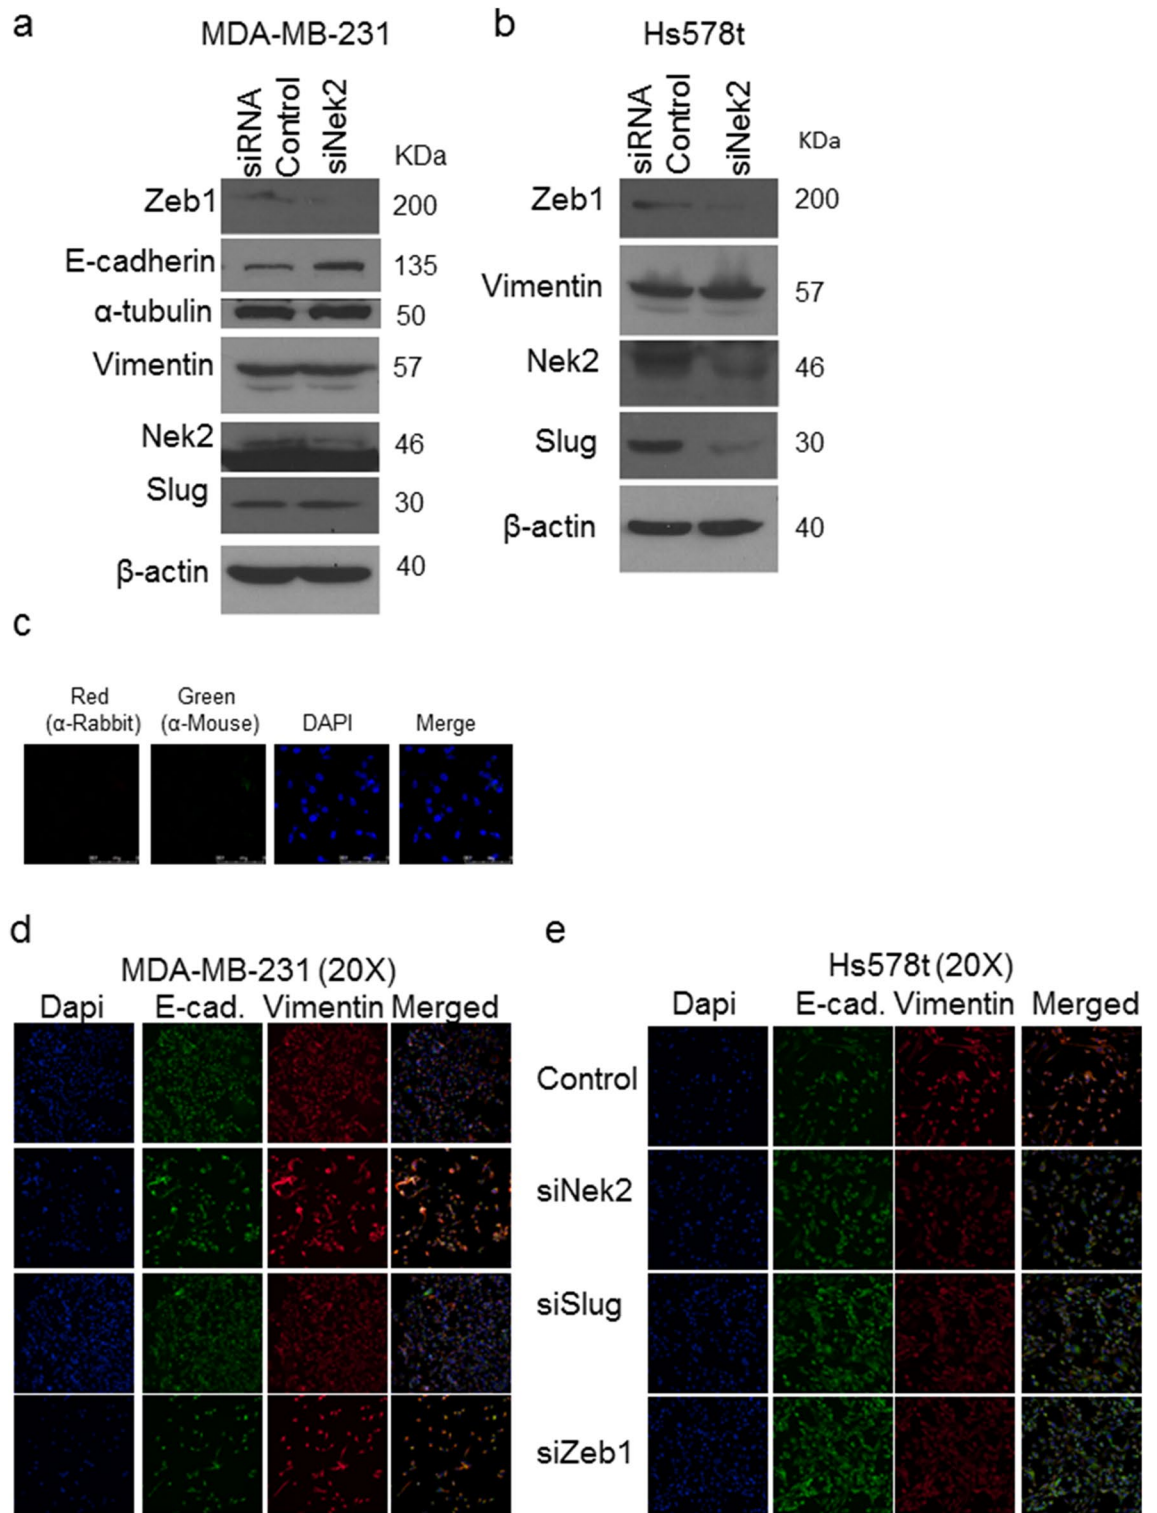 a
MDA-MB-231
siRNA
Control
siNek2
KDa
Zeb1
200
E-cadherin
135
α-tubulin
50
Vimentin
57
Nek2
46
Slug
30
β-actin
40
b
Hs578t
siRNA
Control
siNek2
KDa
Zeb1
200
Vimentin
57
Nek2
46
Slug
30
β-actin
40
c
Red
(α-Rabbit)
Green
(α-Mouse)
DAPI
Merge
d
MDA-MB-231 (20X)
Dapi E-cad. Vimentin Merged
e
Hs578t (20X)
Dapi E-cad. Vimentin Merged
Control
siNek2
siSlug
siZeb1